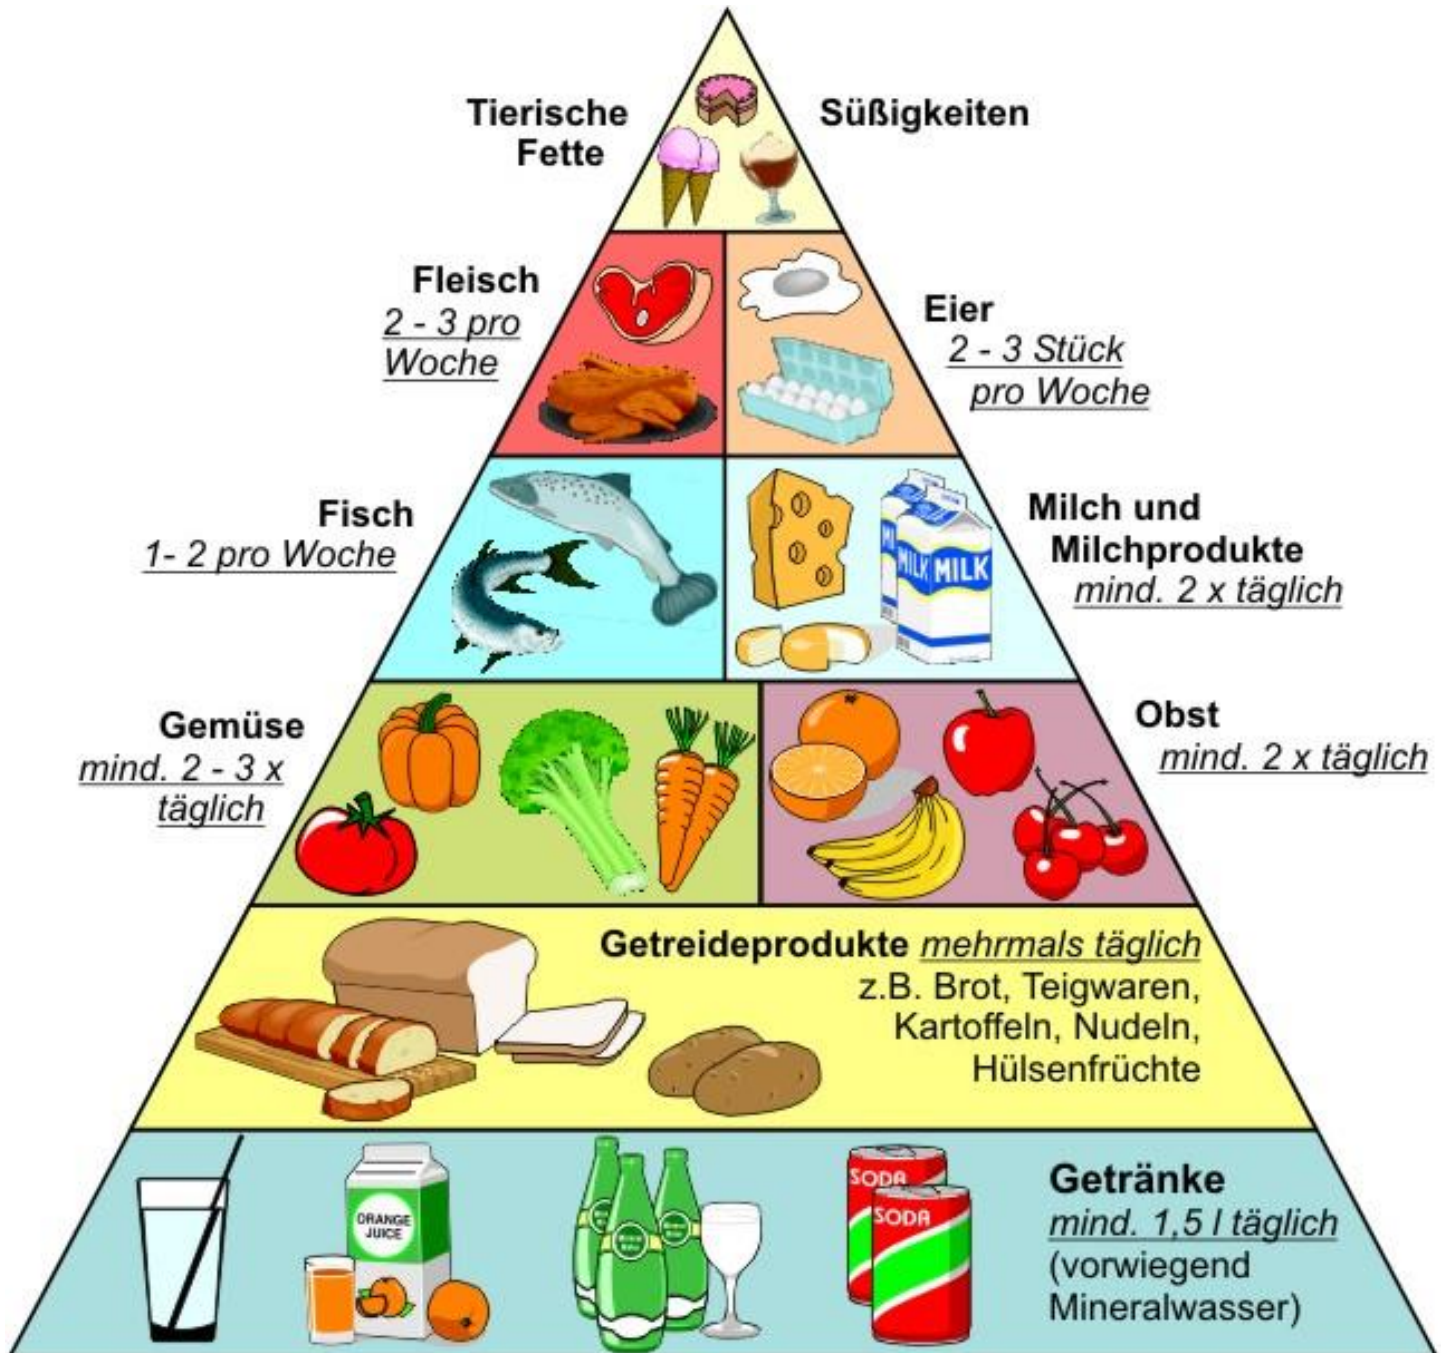 Tierische
Fette
Süßigkeiten
Fleisch
2 - 3 pro
Woche
Eier
2 - 3 Stück
pro Woche
Fisch
1- 2 pro Woche
Milch und
Milchprodukte
mind. 2 x täglich
MILK
MILK
Gemüse
mind. 2 - 3 x
täglich
Obst
mind. 2 x täglich
Getreideprodukte mehrmals täglich
z.B. Brot, Teigwaren,
Kartoffeln, Nudeln,
Hülsenfrüchte
ORANGE
JUICE
SODA
SODA
Getränke
mind. 1,5 l täglich
(vorwiegend
Mineralwasser)